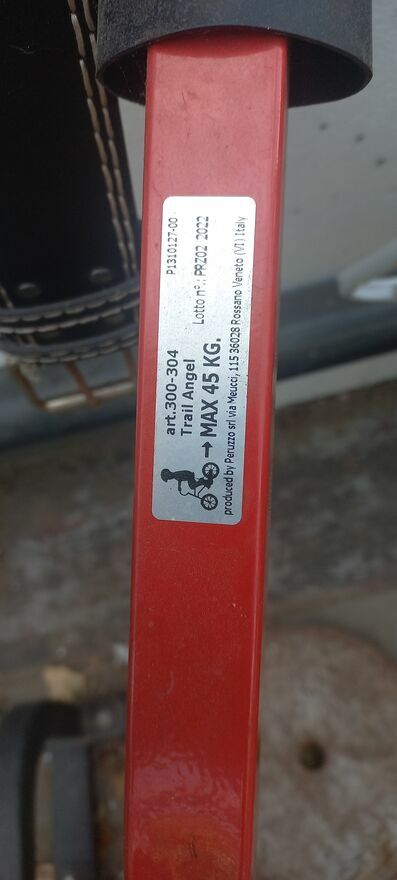 P1310127-00
art.300-304
Trail Angel
Lotto n°.: PRZ02 2022
→ MAX 45 KG.
produced by Peruzzo srl via Meucci, 115 36028 Rossano Veneto (VI) Italy